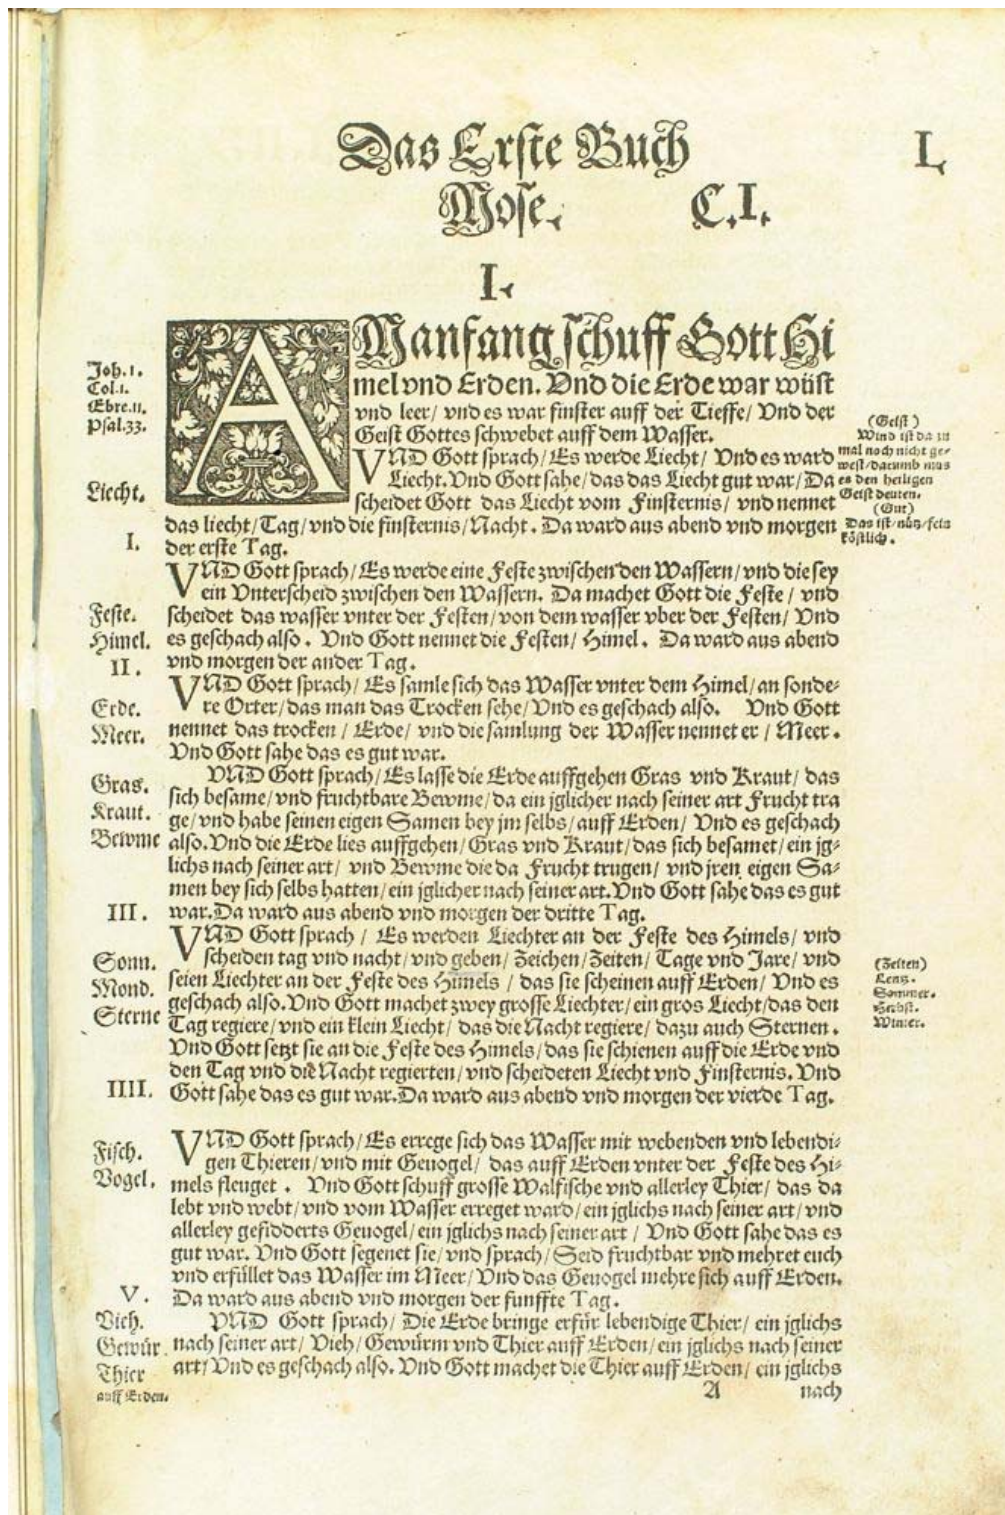 Das Erste Buch
I.
Mose.
C. I.
I.
AManfang schuff Gott Hi
mel vnd Erden. Vnd die Erde war wüst
vnd leer/ vnd es war finster auff der Tieffe/ Vnd der
Geist Gottes schwebet auff dem Wasser.
VND Gott sprach/ Es werde Liecht/ Vnd es ward
Liecht. Vnd Gott sahe/ das das Liecht gut war/ Da
scheidet Gott das Liecht vom Finsternis/ vnd nennet
das liecht/ Tag/ vnd die finsternis/ Nacht. Da ward aus abend vnd morgen
der erste Tag.
VND Gott sprach/ Es werde eine Feste zwischen den Wassern/ vnd die sey
ein Vnterscheid zwischen den Wassern. Da machet Gott die Feste/ vnd
scheidet das wasser vnter der Festen/ von dem wasser vber der Festen/ Vnd
es geschach also. Vnd Gott nennet die Festen/ Himel. Da ward aus abend
vnd morgen der ander Tag.
VND Gott sprach/ Es samle sich das Wasser vnter dem Himel/ an sonde-
re Orter/ das man das Trocken sehe/ Vnd es geschach also. Vnd Gott
nennet das trocken/ Erde/ vnd die samlung der Wasser nennet er/ Meer.
Vnd Gott sahe das es gut war.
VND Gott sprach/ Es lasse die Erde auffgehen Gras vnd Kraut/ das
sich besame/ vnd fruchtbare Bewme/ da ein jglicher nach seiner art Frucht tra
ge/ vnd habe seinen eigen Samen bey jm selbs/ auff Erden/ Vnd es geschach
also. Vnd die Erde lies auffgehen/ Gras vnd Kraut/ das sich besamet/ ein jg-
lichs nach seiner art/ vnd Bewme die da Frucht trugen/ vnd jren eigen Sa-
men bey sich selbs hatten/ ein jglicher nach seiner art. Vnd Gott sahe das es gut
war. Da ward aus abend vnd morgen der dritte Tag.
VND Gott sprach/ Es werden Liechter an der Feste des Himels/ vnd
scheiden tag vnd nacht/ vnd geben/ Zeichen/ Zeiten/ Tage vnd Jare/ vnd
seien Liechter an der Feste des Himels/ das sie scheinen auff Erden/ Vnd es
geschach also. Vnd Gott machet zwey grosse Liechter/ ein gros Liecht/ das den
Tag regiere/ vnd ein klein Liecht/ das die Nacht regiere/ dazu auch Sternen.
Vnd Gott setzt sie an die Feste des Himels/ das sie schienen auff die Erde vnd
den Tag vnd die Nacht regierten/ vnd scheideten Liecht vnd Finsternis. Vnd
Gott sahe das es gut war. Da ward aus abend vnd morgen der vierde Tag.
VND Gott sprach/ Es errege sich das Wasser mit webenden vnd lebendi-
gen Thieren/ vnd mit Geuogel/ das auff Erden vnter der Feste des Hi-
mels fleuget. Vnd Gott schuff grosse Walfische vnd allerley Thier/ das da
lebt vnd webt/ vnd vom Wasser erreget ward/ ein jglichs nach seiner art/ vnd
allerley gefidderts Geuogel/ ein jglichs nach seiner art/ Vnd Gott sahe das es
gut war. Vnd Gott segenet sie/ vnd sprach/ Seid fruchtbar vnd mehret euch
vnd erfüllet das Wasser im Meer/ Vnd das Geuogel mehre sich auff Erden.
Da ward aus abend vnd morgen der funffte Tag.
VND Gott sprach/ Die Erde bringe erfür lebendige Thier/ ein jglichs
nach seiner art/ Vieh/ Gewürm vnd Thier auff Erden/ ein jglichs nach seiner
art/ Vnd es geschach also. Vnd Gott machet die Thier auff Erden/ ein jglichs
A nach
Joh. 1.
Col. 1.
Ebre. 11.
Psal. 33.
Liecht.
I.
Feste.
Himel.
II.
Erde.
Meer.
Gras.
Kraut.
Bewme
III.
Sonn.
Mond.
Sterne
IIII.
Fisch.
Vogel.
V.
Vieh.
Gewür
Thier
auff Erden.
(Geist)
Wind ist da zu
mal noch nicht ge-
west/ darumb mus
es den heiligen
Geist deuten.
(Gut)
Das ist/ nütz/ fein
köstlich.
(Zeiten)
Lentz.
Sommer.
Herbst.
Winter.